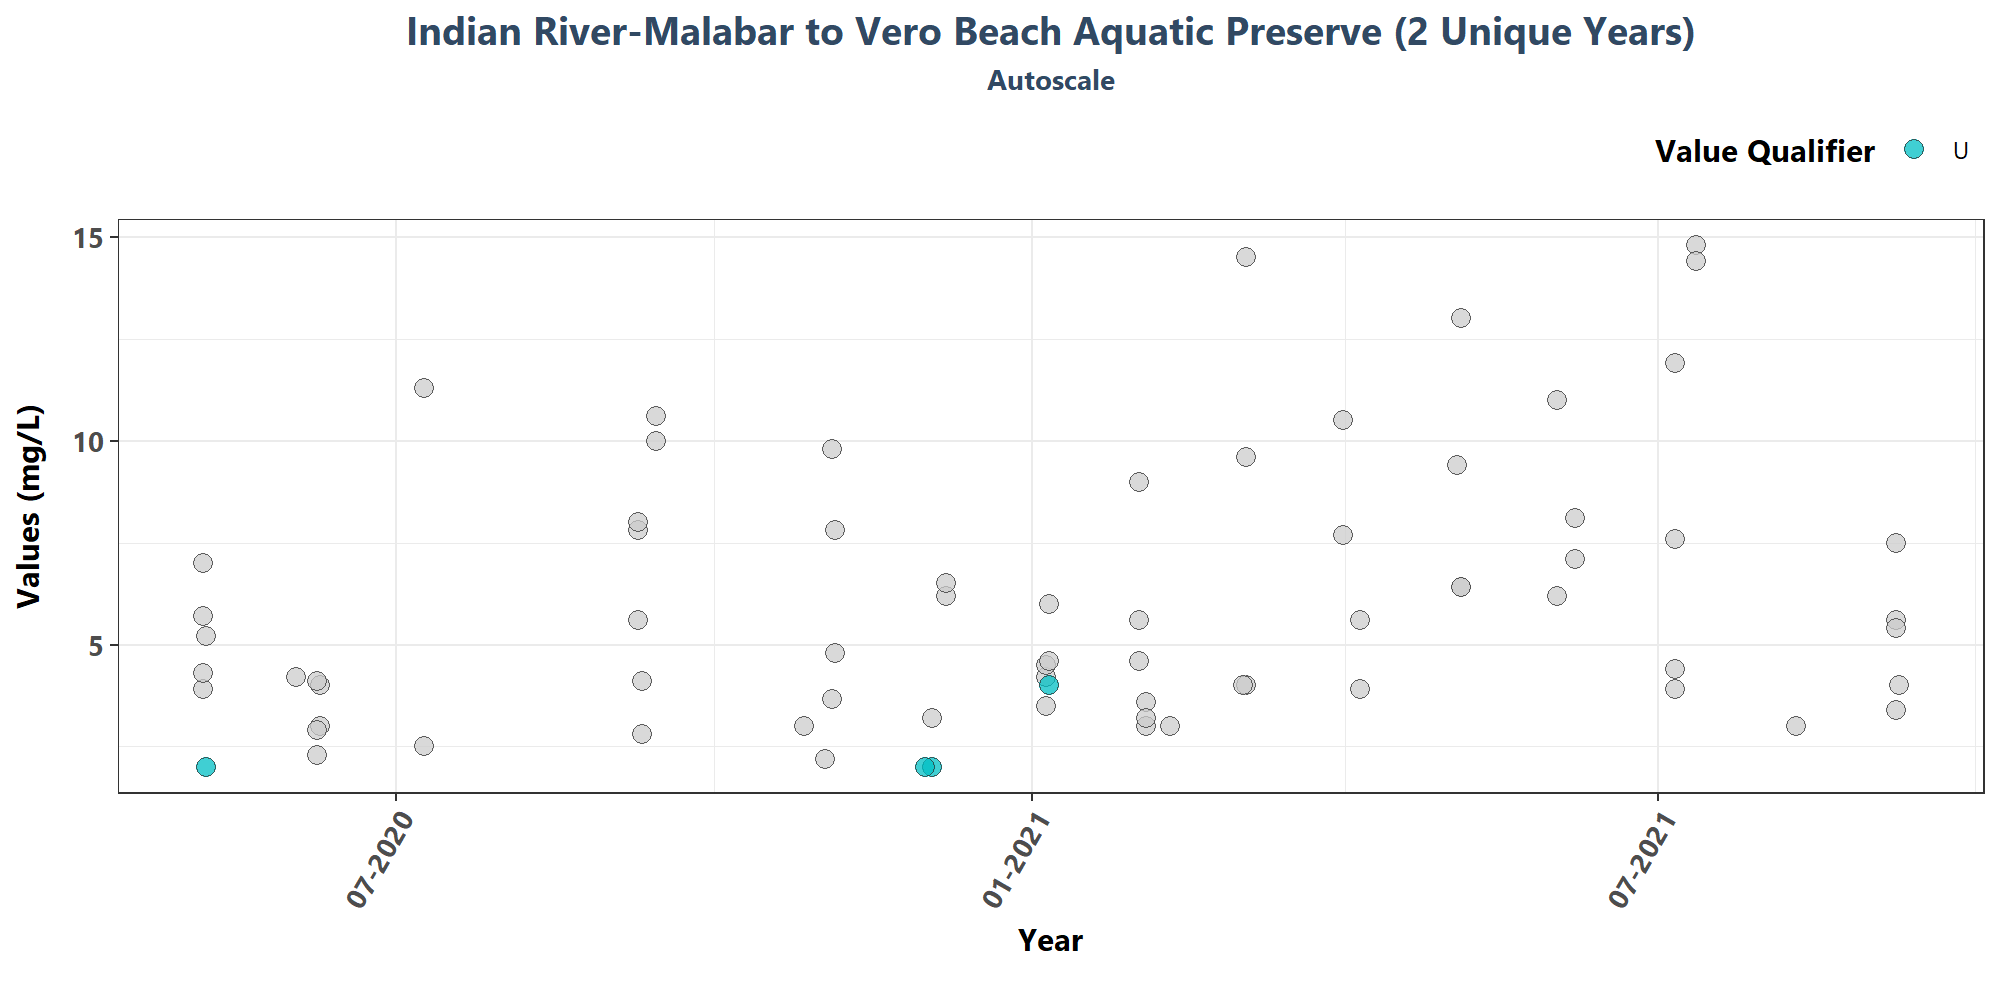 Indian River-Malabar to Vero Beach Aquatic Preserve (2 Unique Years)
Autoscale
Value Qualifier U
Values (mg/L)
15
10
5
07-2020
01-2021
07-2021
Year